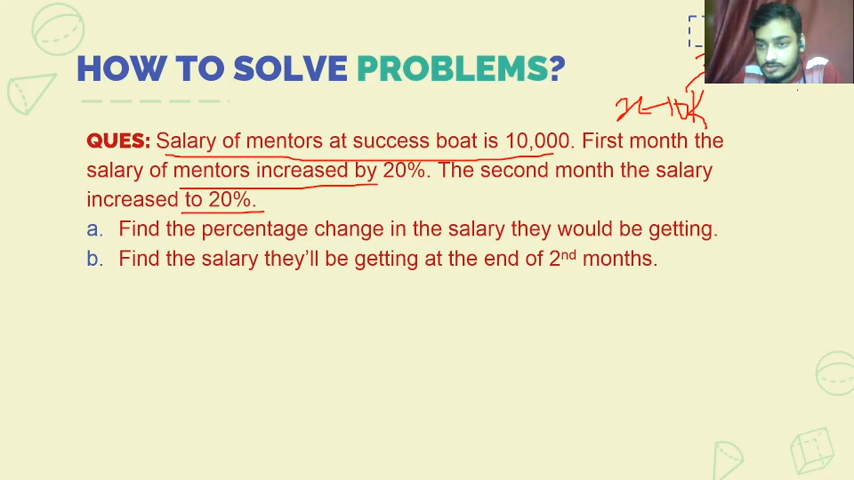 HOW TO SOLVE PROBLEMS?
QUES: Salary of mentors at success boat is 10,000. First month the
salary of mentors increased by 20%. The second month the salary
increased to 20%.
a. Find the percentage change in the salary they would be getting.
b. Find the salary they'll be getting at the end of 2nd months.